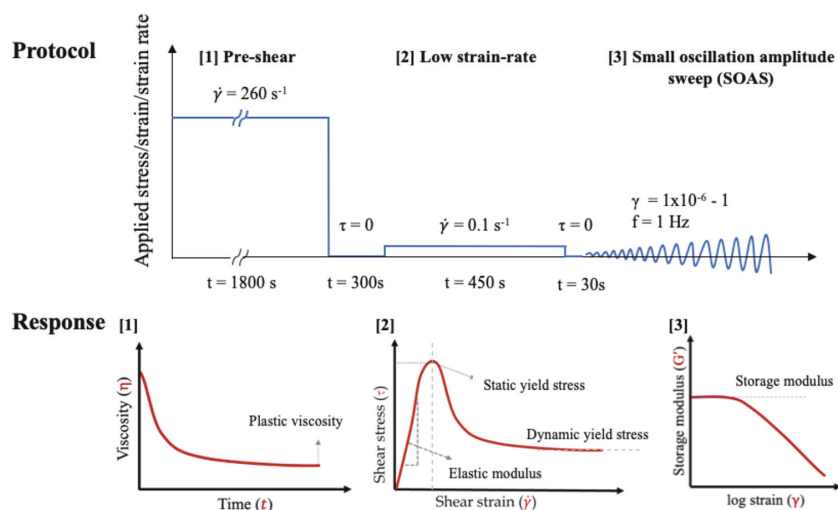 Protocol
Applied stress/strain/strain rate
[1] Pre-shear
[2] Low strain-rate
[3] Small oscillation amplitude
sweep (SOAS)
γ̇ = 260 s⁻¹
τ = 0
γ̇ = 0.1 s⁻¹
τ = 0
γ = 1x10⁻⁶ - 1
f = 1 Hz
t = 1800 s
t = 300s
t = 450 s
t = 30s
Response
[1]
Viscosity (η)
Plastic viscosity
Time (t)
[2]
Shear stress (τ)
Static yield stress
Dynamic yield stress
Elastic modulus
Shear strain (γ̇)
[3]
Storage modulus (G')
Storage modulus
log strain (γ)